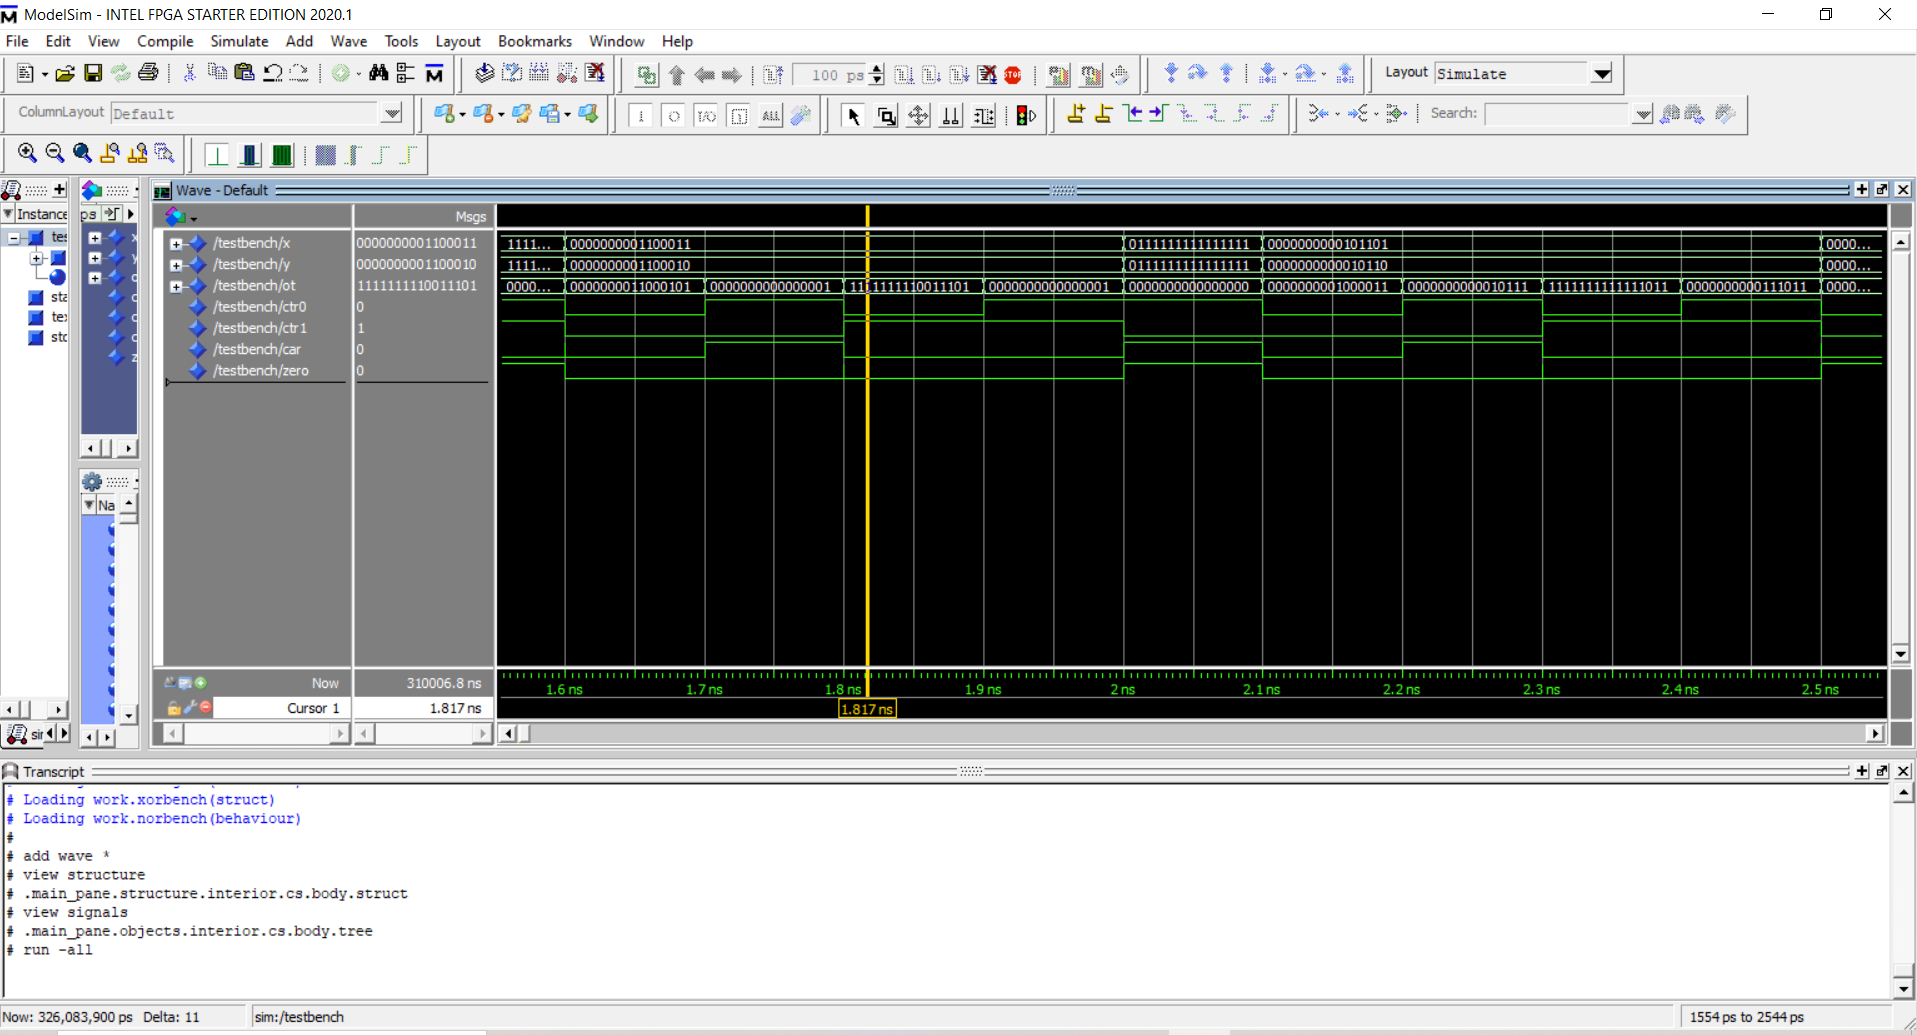 ModelSim - INTEL FPGA STARTER EDITION 2020.1
File Edit View Compile Simulate Add Wave Tools Layout Bookmarks Window Help
100 ps
Layout Simulate
ColumnLayout Default
Search:
Wave - Default
Instance
ps
Msgs
/testbench/x 0000000001100011 1111... 0000000001100011 0111111111111111 0000000000101101 0000...
/testbench/y 0000000001100010 1111... 0000000001100010 0111111111111111 0000000000010110 0000...
/testbench/ot 1111111110011101 0000... 0000000011000101 0000000000000001 1111111110011101 0000000000000001 0000000000000000 0000000001000011 0000000000010111 1111111111111011 0000000000111011 0000...
/testbench/ctr0 0
/testbench/ctr1 1
/testbench/car 0
/testbench/zero 0
Na
Now 310006.8 ns
1.6 ns 1.7 ns 1.8 ns 1.9 ns 2 ns 2.1 ns 2.2 ns 2.3 ns 2.4 ns 2.5 ns
Cursor 1 1.817 ns 1.817 ns
Transcript
# Loading work.xorbench(struct)
# Loading work.norbench(behaviour)
#
# add wave *
# view structure
# .main_pane.structure.interior.cs.body.struct
# view signals
# .main_pane.objects.interior.cs.body.tree
# run -all
Now: 326,083,900 ps Delta: 11 sim:/testbench 1554 ps to 2544 ps